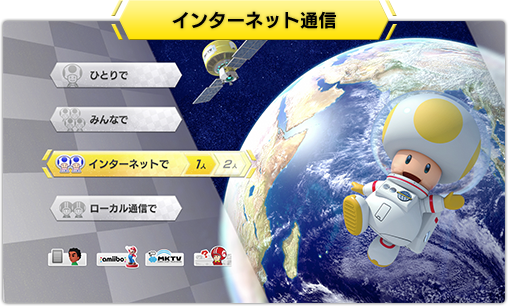 インターネット通信
ひとりで
みんなで
インターネットで 1人 2人
ローカル通信で
amiibo MKTV